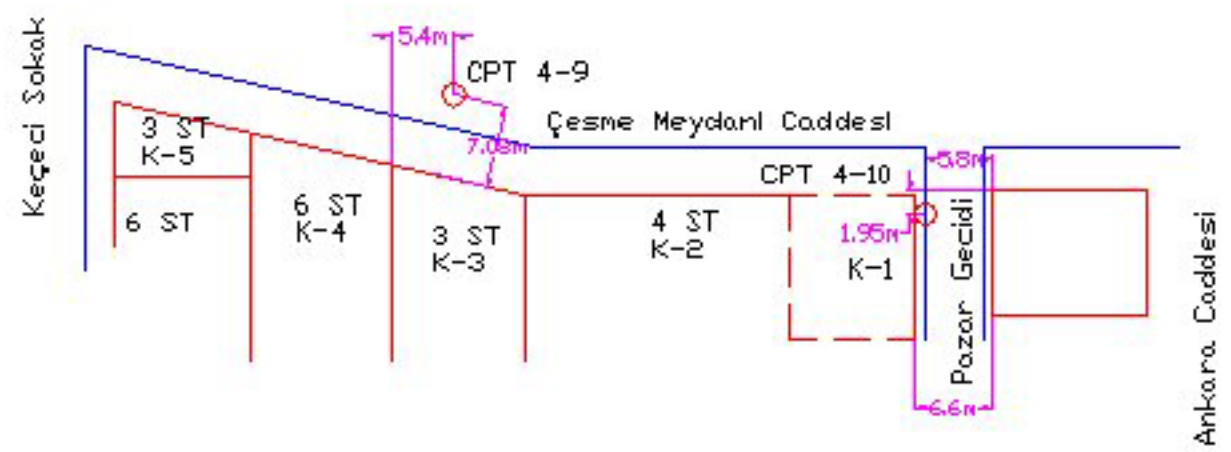 Keçeci Sokak
5.4m
CPT 4-9
7.08m
Çesme Meydanı Caddesi
3 ST
K-5
6 ST
6 ST
K-4
3 ST
K-3
4 ST
K-2
CPT 4-10
5.8m
1.95m
K-1
Pazar Gecidi
6.6m
Ankara Caddesi